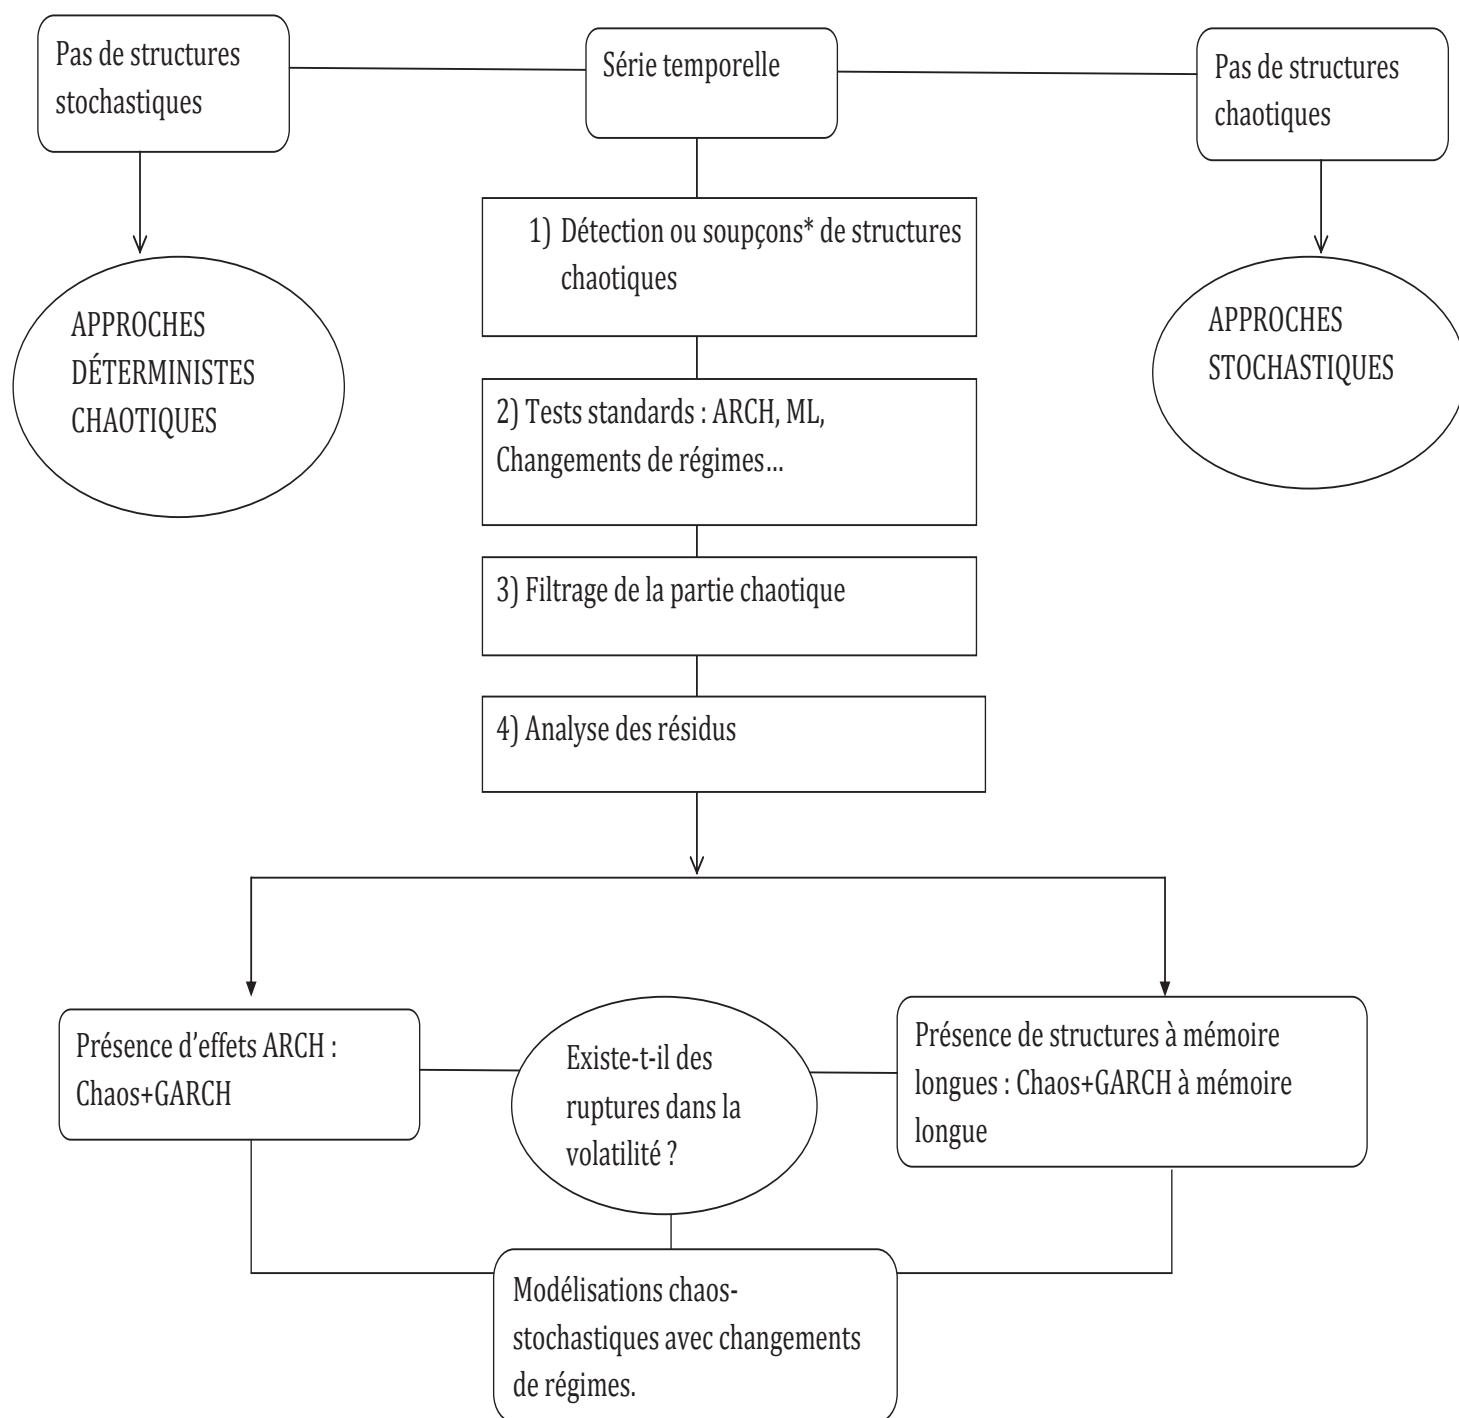 Pas de structures
stochastiques
Série temporelle
Pas de structures
chaotiques
1) Détection ou soupçons* de structures
chaotiques
APPROCHES
DÉTERMINISTES
CHAOTIQUES
APPROCHES
STOCHASTIQUES
2) Tests standards : ARCH, ML,
Changements de régimes…
3) Filtrage de la partie chaotique
4) Analyse des résidus
Présence d'effets ARCH :
Chaos+GARCH
Existe-t-il des
ruptures dans la
volatilité ?
Présence de structures à mémoire
longues : Chaos+GARCH à mémoire
longue
Modélisations chaos-
stochastiques avec changements
de régimes.